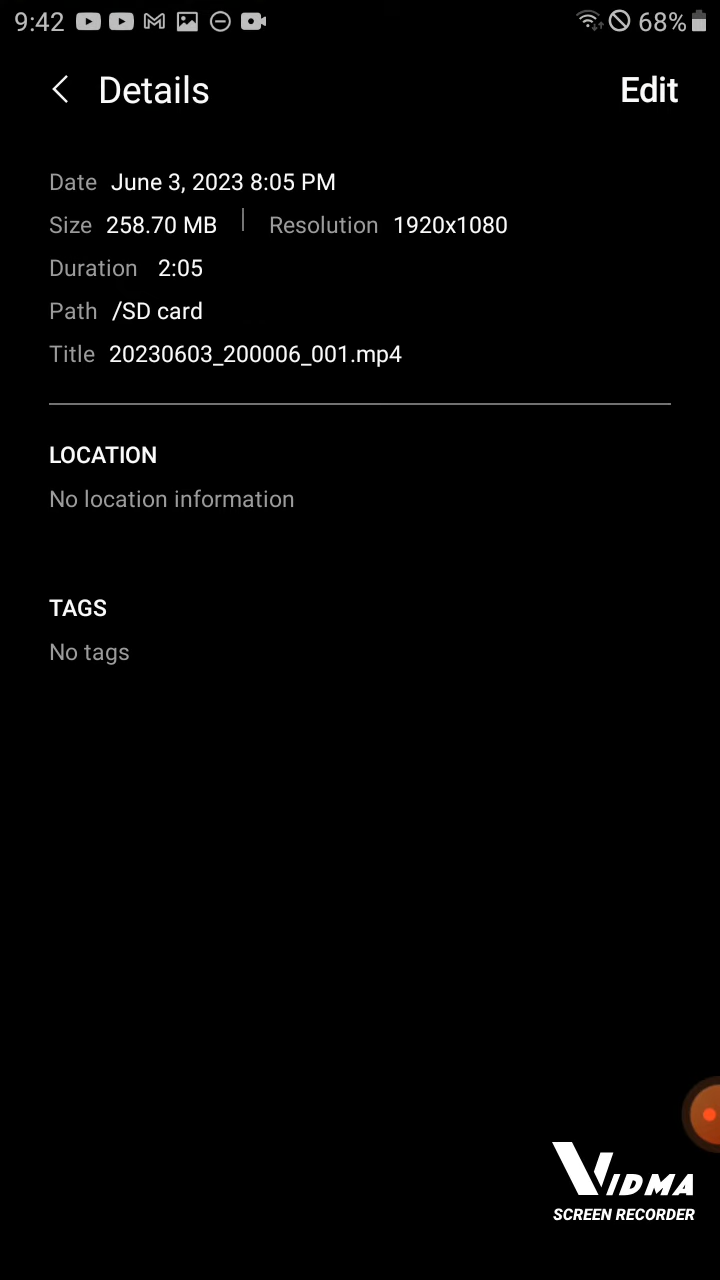 9:42 68%
Details Edit
Date June 3, 2023 8:05 PM
Size 258.70 MB Resolution 1920x1080
Duration 2:05
Path /SD card
Title 20230603_200006_001.mp4
LOCATION
No location information
TAGS
No tags
VIDMA
SCREEN RECORDER